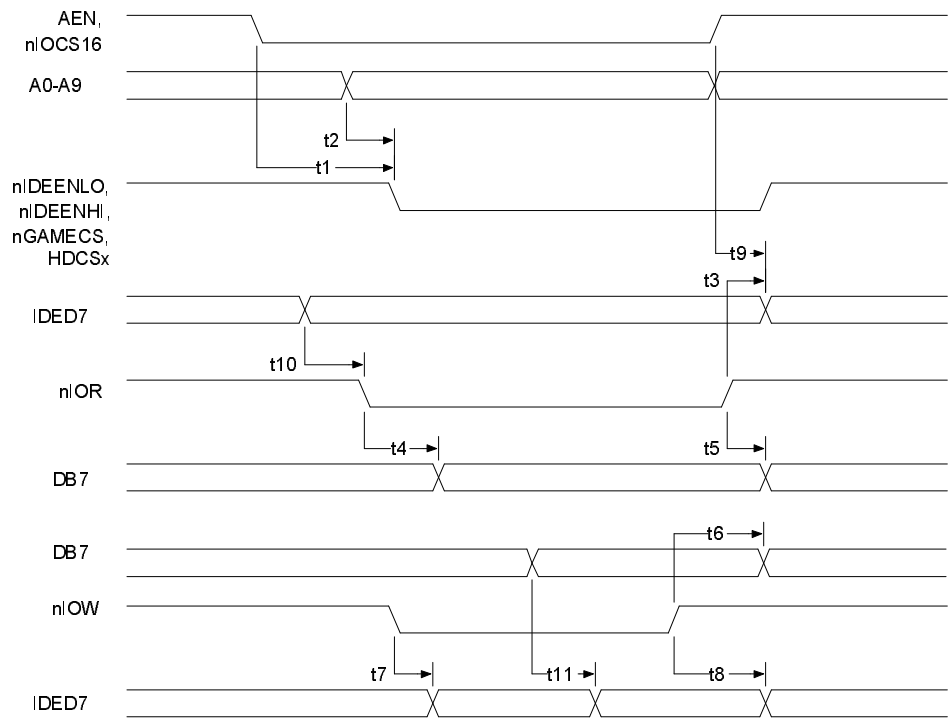 AEN,
nIOCS16
A0-A9
t2
t1
nIDEENLO,
nIDEENHI,
nGAMECS,
HDCSx
t9
t3
IDED7
t10
nIOR
t4
t5
DB7
t6
DB7
nIOW
t7
t11
t8
IDED7